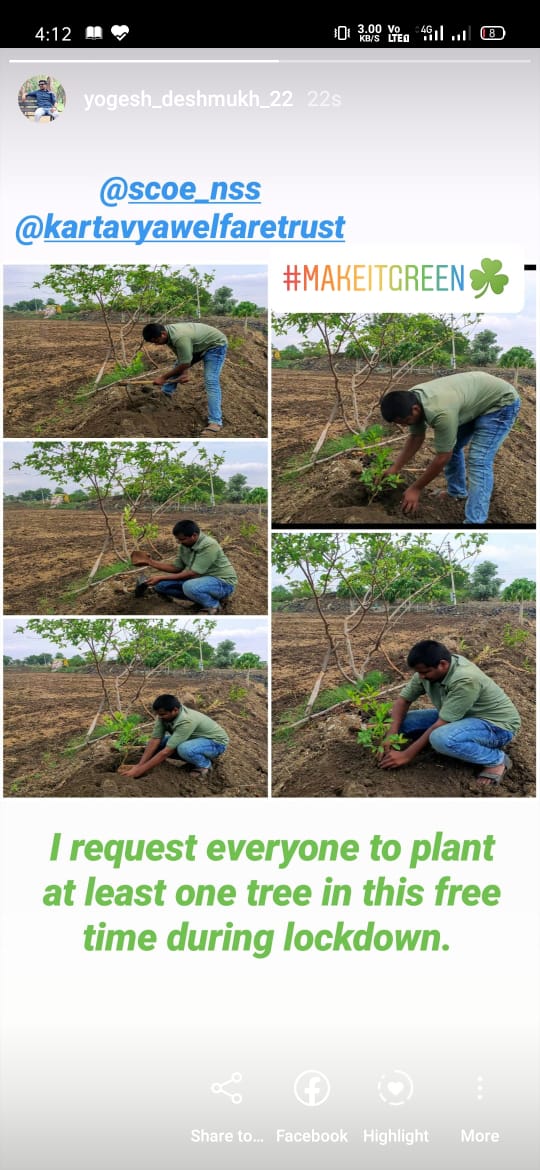 4:12
3.00
KB/S
Vo
LTE1
4G
8
yogesh_deshmukh_22 22s
@scoe_nss
@kartavyawelfaretrust
#MAKEITGREEN
I request everyone to plant
at least one tree in this free
time during lockdown.
Share to... Facebook Highlight More